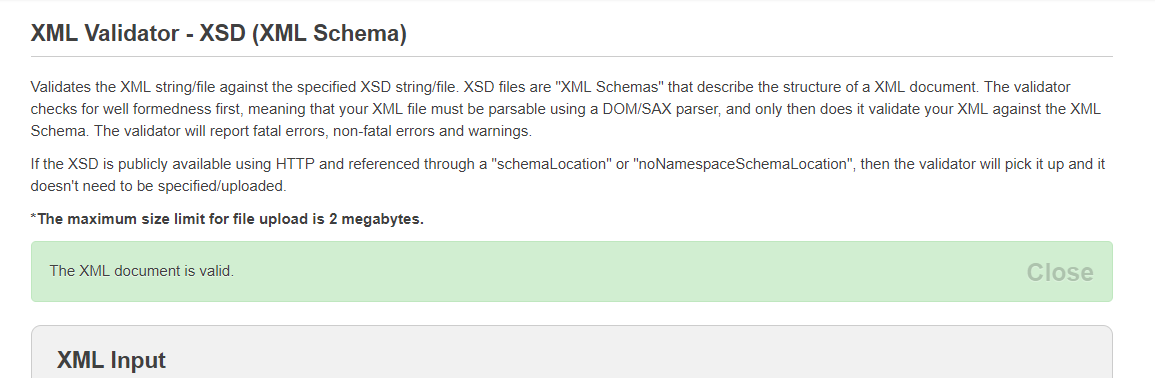 XML Validator - XSD (XML Schema)
Validates the XML string/file against the specified XSD string/file. XSD files are "XML Schemas" that describe the structure of a XML document. The validator
checks for well formedness first, meaning that your XML file must be parsable using a DOM/SAX parser, and only then does it validate your XML against the XML
Schema. The validator will report fatal errors, non-fatal errors and warnings.
If the XSD is publicly available using HTTP and referenced through a "schemaLocation" or "noNamespaceSchemaLocation", then the validator will pick it up and it
doesn't need to be specified/uploaded.
*The maximum size limit for file upload is 2 megabytes.
The XML document is valid. Close
XML Input